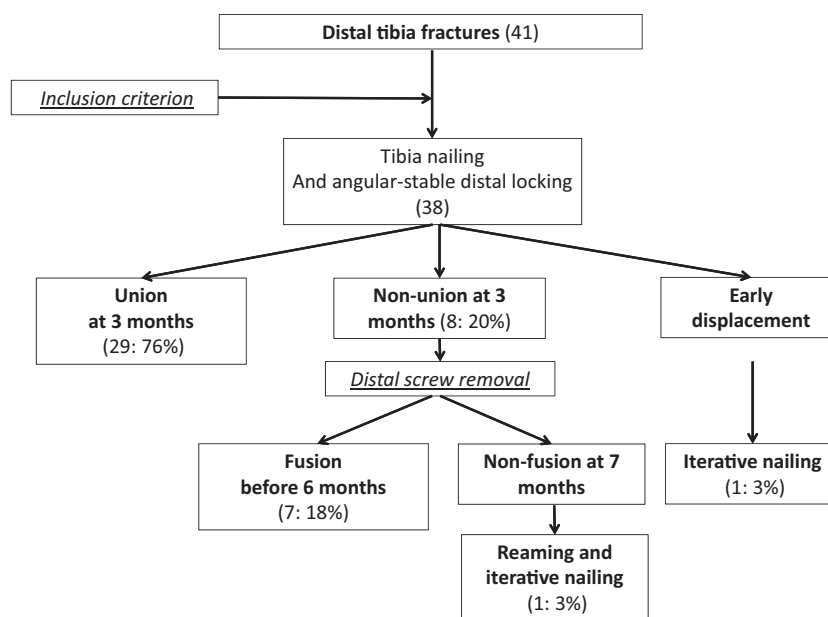 Distal tibia fractures (41)
Inclusion criterion
Tibia nailing
And angular-stable distal locking
(38)
Union
at 3 months
(29: 76%)
Non-union at 3
months (8: 20%)
Early
displacement
Distal screw removal
Fusion
before 6 months
(7: 18%)
Non-fusion at 7
months
Iterative nailing
(1: 3%)
Reaming and
iterative nailing
(1: 3%)